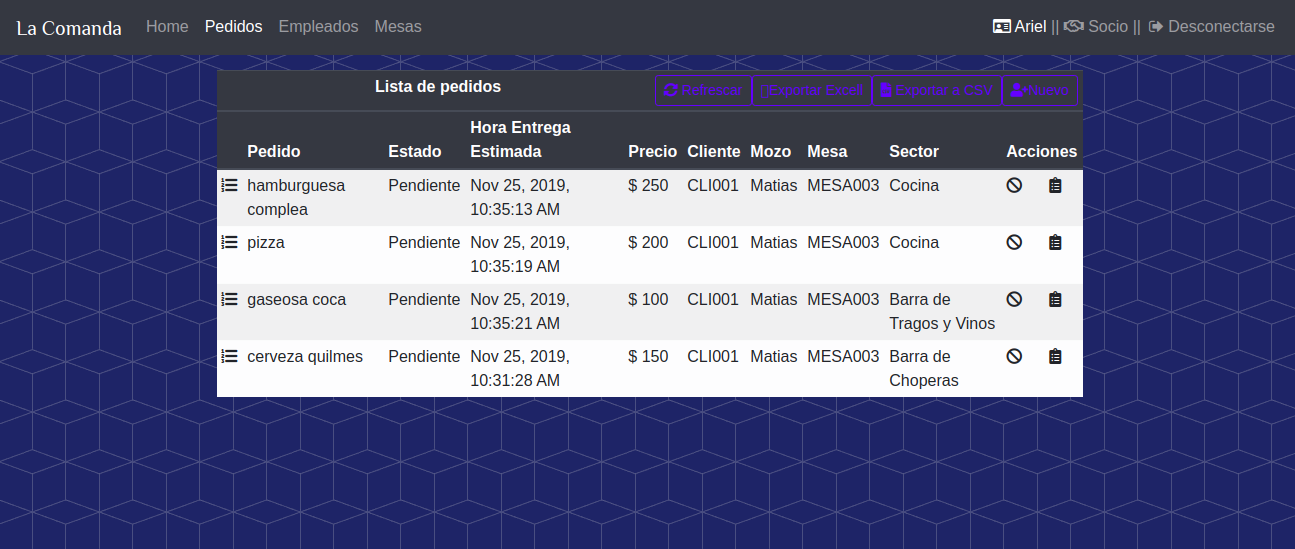 La Comanda Home Pedidos Empleados Mesas Ariel || Socio || Desconectarse
Lista de pedidos Refrescar Exportar Excell Exportar a CSV Nuevo
Hora Entrega
Pedido Estado Estimada Precio Cliente Mozo Mesa Sector Acciones
hamburguesa Pendiente Nov 25, 2019, $ 250 CLI001 Matias MESA003 Cocina
complea 10:35:13 AM
pizza Pendiente Nov 25, 2019, $ 200 CLI001 Matias MESA003 Cocina
10:35:19 AM
gaseosa coca Pendiente Nov 25, 2019, $ 100 CLI001 Matias MESA003 Barra de
10:35:21 AM Tragos y Vinos
cerveza quilmes Pendiente Nov 25, 2019, $ 150 CLI001 Matias MESA003 Barra de
10:31:28 AM Choperas